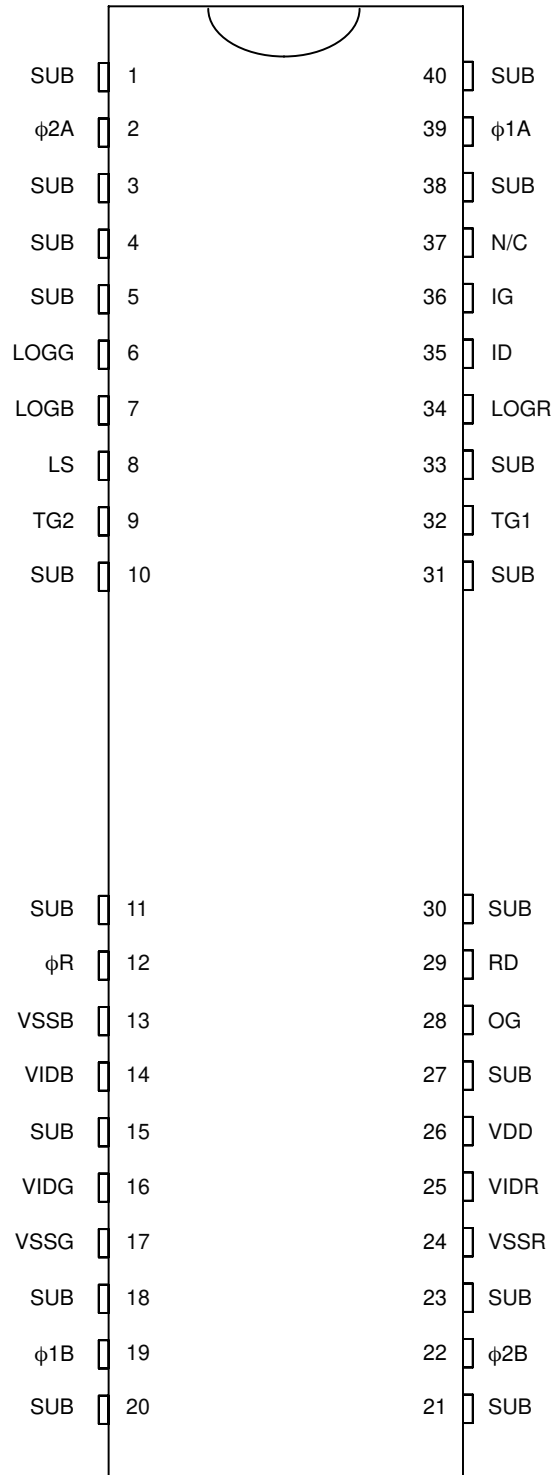 SUB 1 40 SUB
ϕ2A 2 39 ϕ1A
SUB 3 38 SUB
SUB 4 37 N/C
SUB 5 36 IG
LOGG 6 35 ID
LOGB 7 34 LOGR
LS 8 33 SUB
TG2 9 32 TG1
SUB 10 31 SUB
SUB 11 30 SUB
ϕR 12 29 RD
VSSB 13 28 OG
VIDB 14 27 SUB
SUB 15 26 VDD
VIDG 16 25 VIDR
VSSG 17 24 VSSR
SUB 18 23 SUB
ϕ1B 19 22 ϕ2B
SUB 20 21 SUB